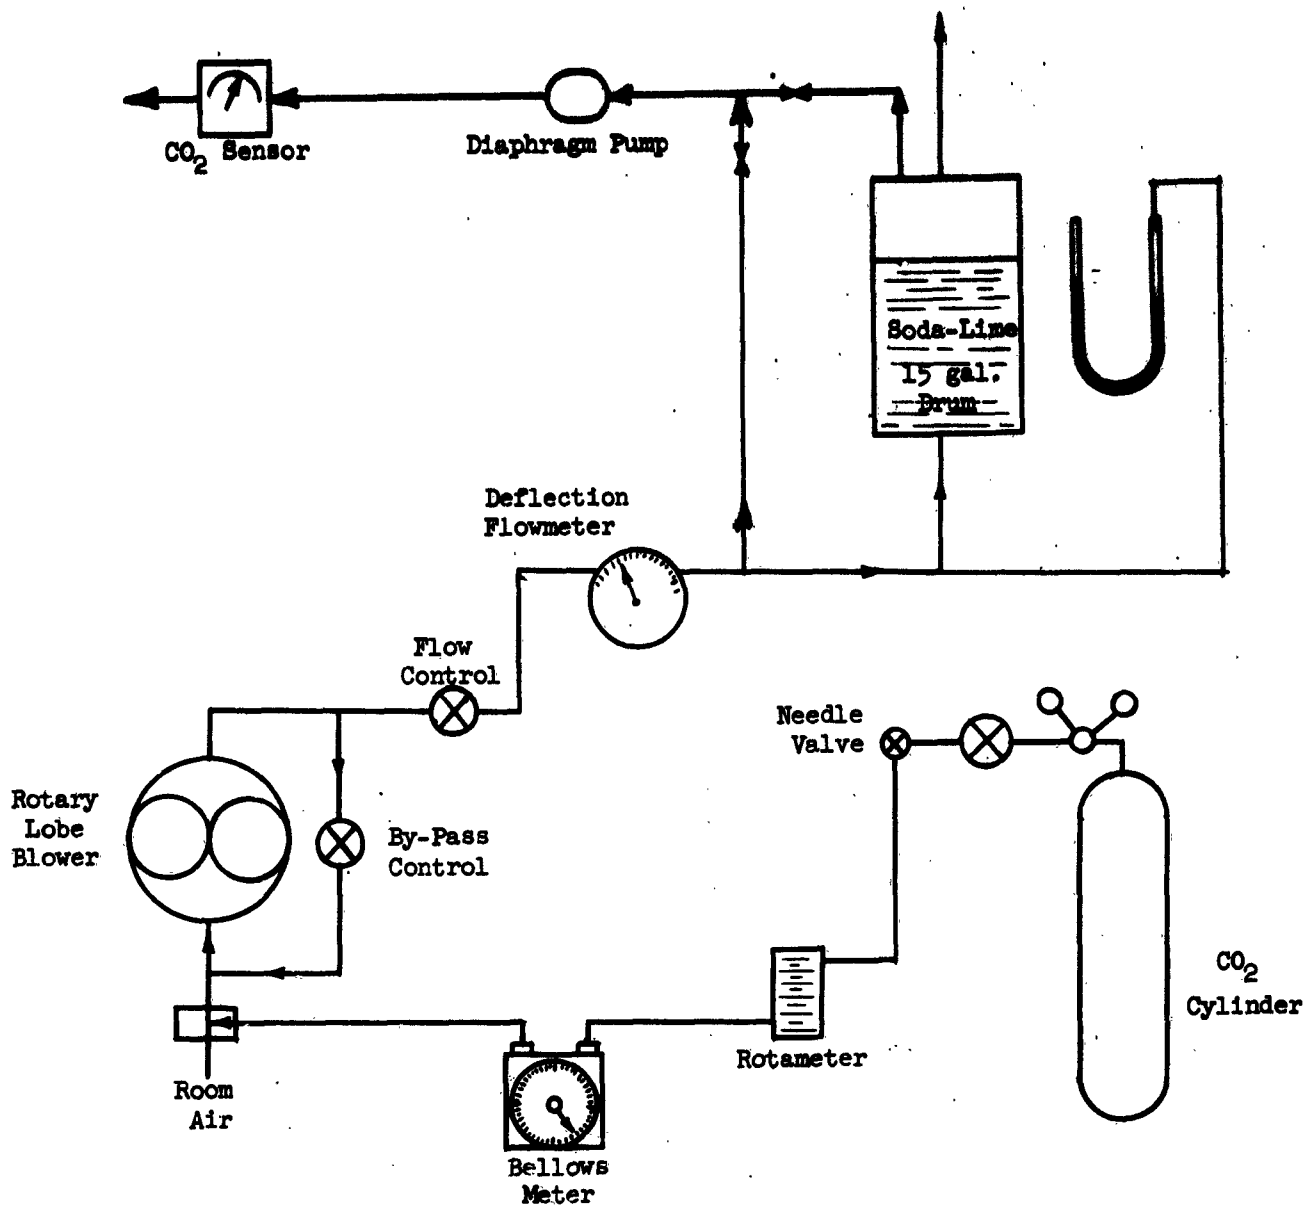 CO2 Sensor
Diaphragm Pump
Soda-Lime
15 gal.
Drum
Deflection
Flowmeter
Flow
Control
Needle
Valve
Rotary
Lobe
Blower
By-Pass
Control
CO2
Cylinder
Rotameter
Room
Air
Bellows
Meter